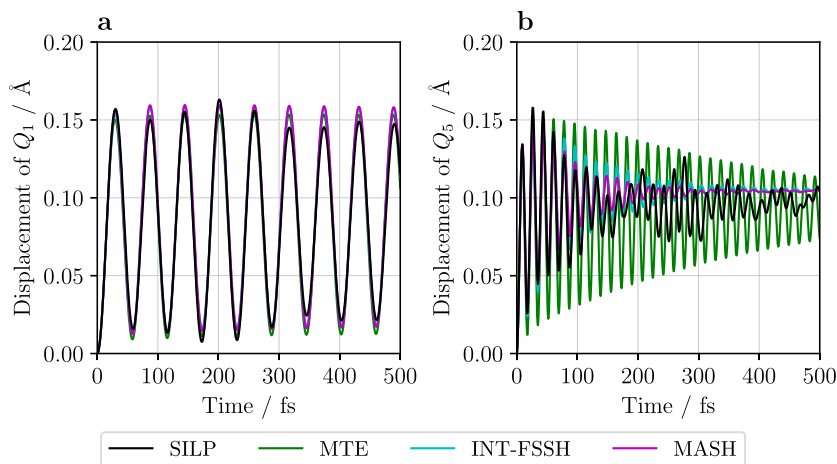 a
b
0.20
0.15
0.10
0.05
0.00
Displacement of Q1 / Å
0 100 200 300 400 500
Time / fs
0.20
0.15
0.10
0.05
0.00
Displacement of Q5 / Å
0 100 200 300 400 500
Time / fs
SILP MTE INT-FSSH MASH